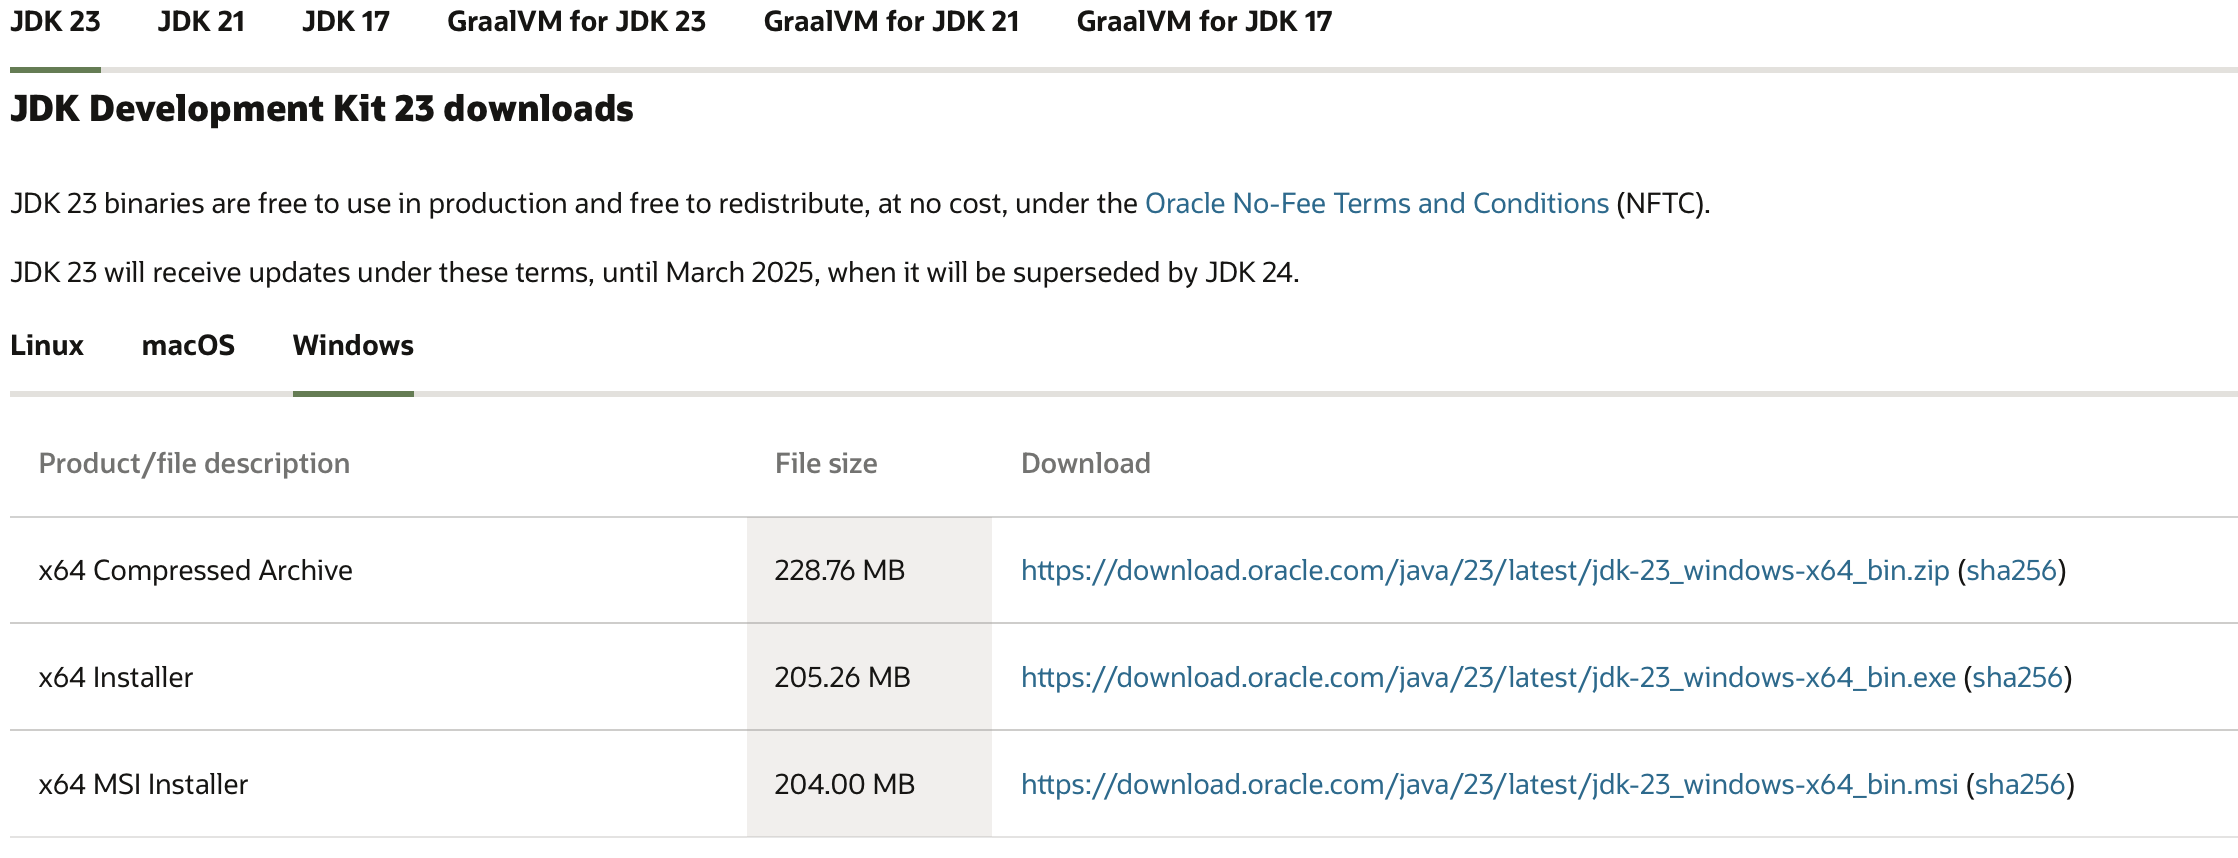 JDK 23 JDK 21 JDK 17 GraalVM for JDK 23 GraalVM for JDK 21 GraalVM for JDK 17
JDK Development Kit 23 downloads
JDK 23 binaries are free to use in production and free to redistribute, at no cost, under the Oracle No-Fee Terms and Conditions (NFTC).
JDK 23 will receive updates under these terms, until March 2025, when it will be superseded by JDK 24.
Linux macOS Windows
Product/file description File size Download
x64 Compressed Archive 228.76 MB https://download.oracle.com/java/23/latest/jdk-23_windows-x64_bin.zip (sha256)
x64 Installer 205.26 MB https://download.oracle.com/java/23/latest/jdk-23_windows-x64_bin.exe (sha256)
x64 MSI Installer 204.00 MB https://download.oracle.com/java/23/latest/jdk-23_windows-x64_bin.msi (sha256)